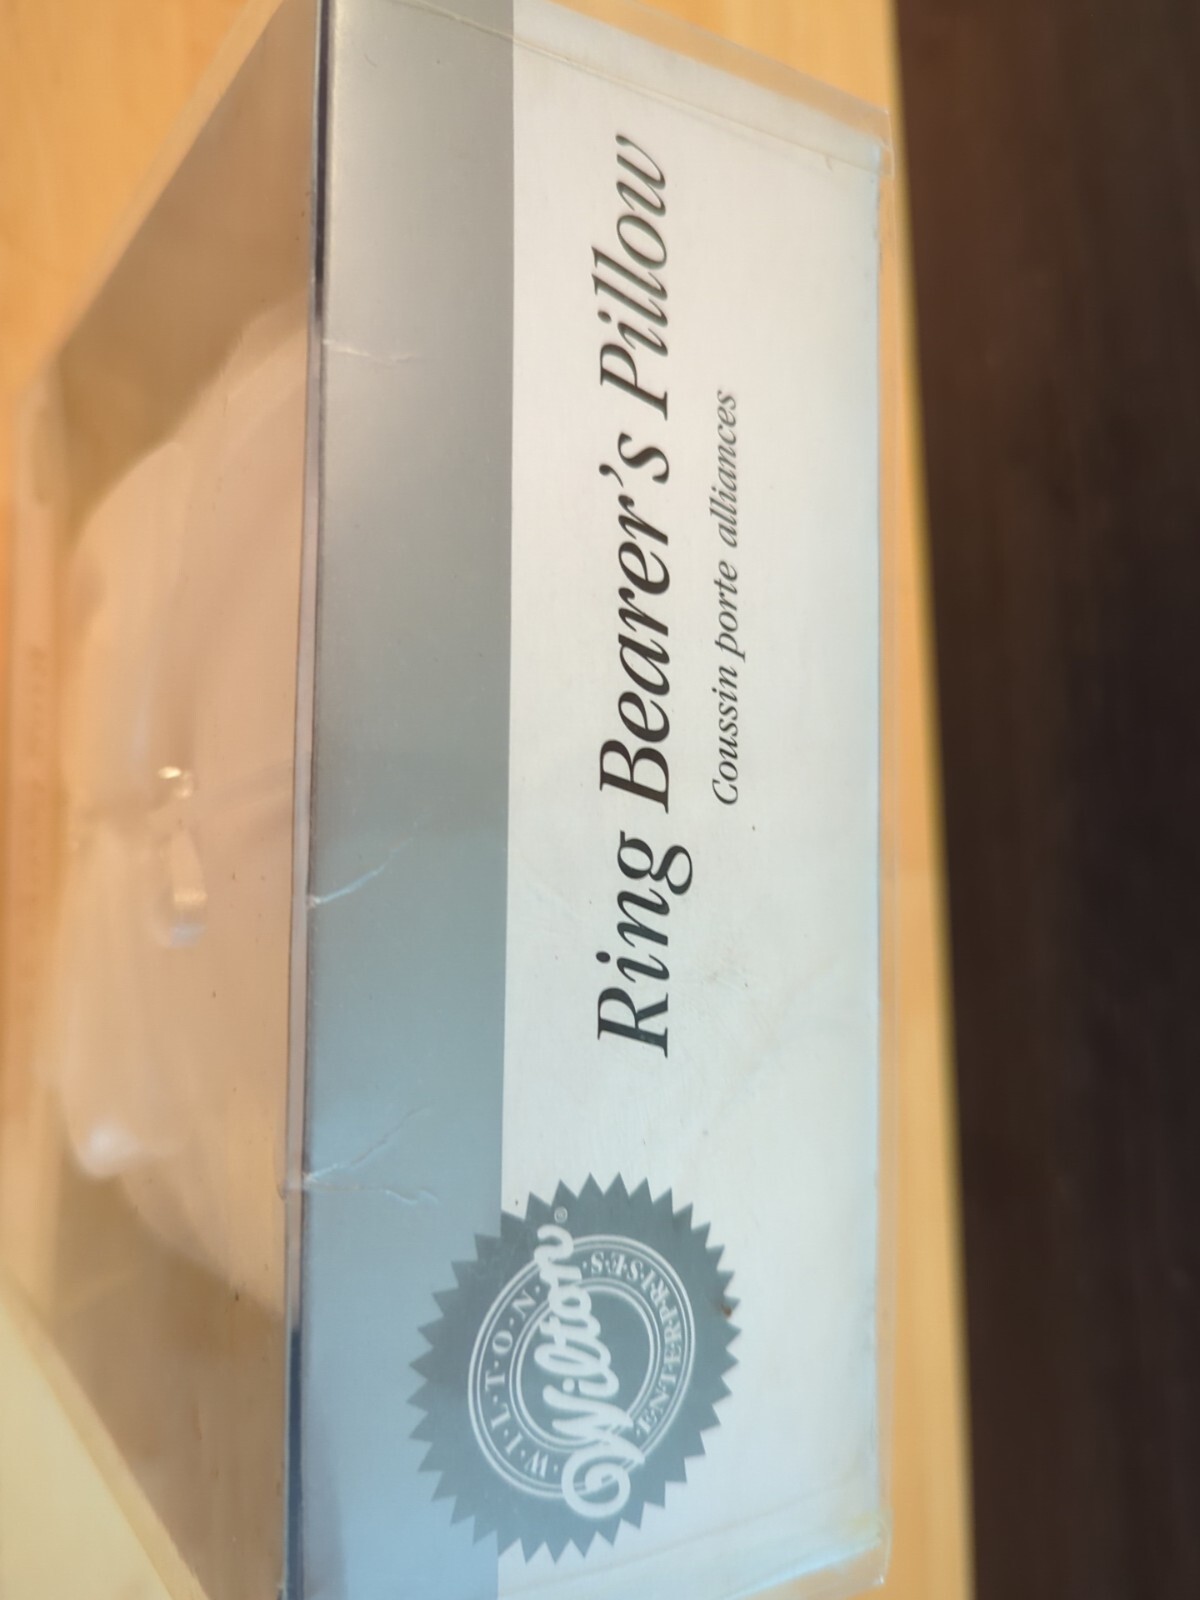 Ring Bearer's Pillow
Coussin porte alliances
W·I·L·T·O·N·
·ENTERPRISES·
Wilton®